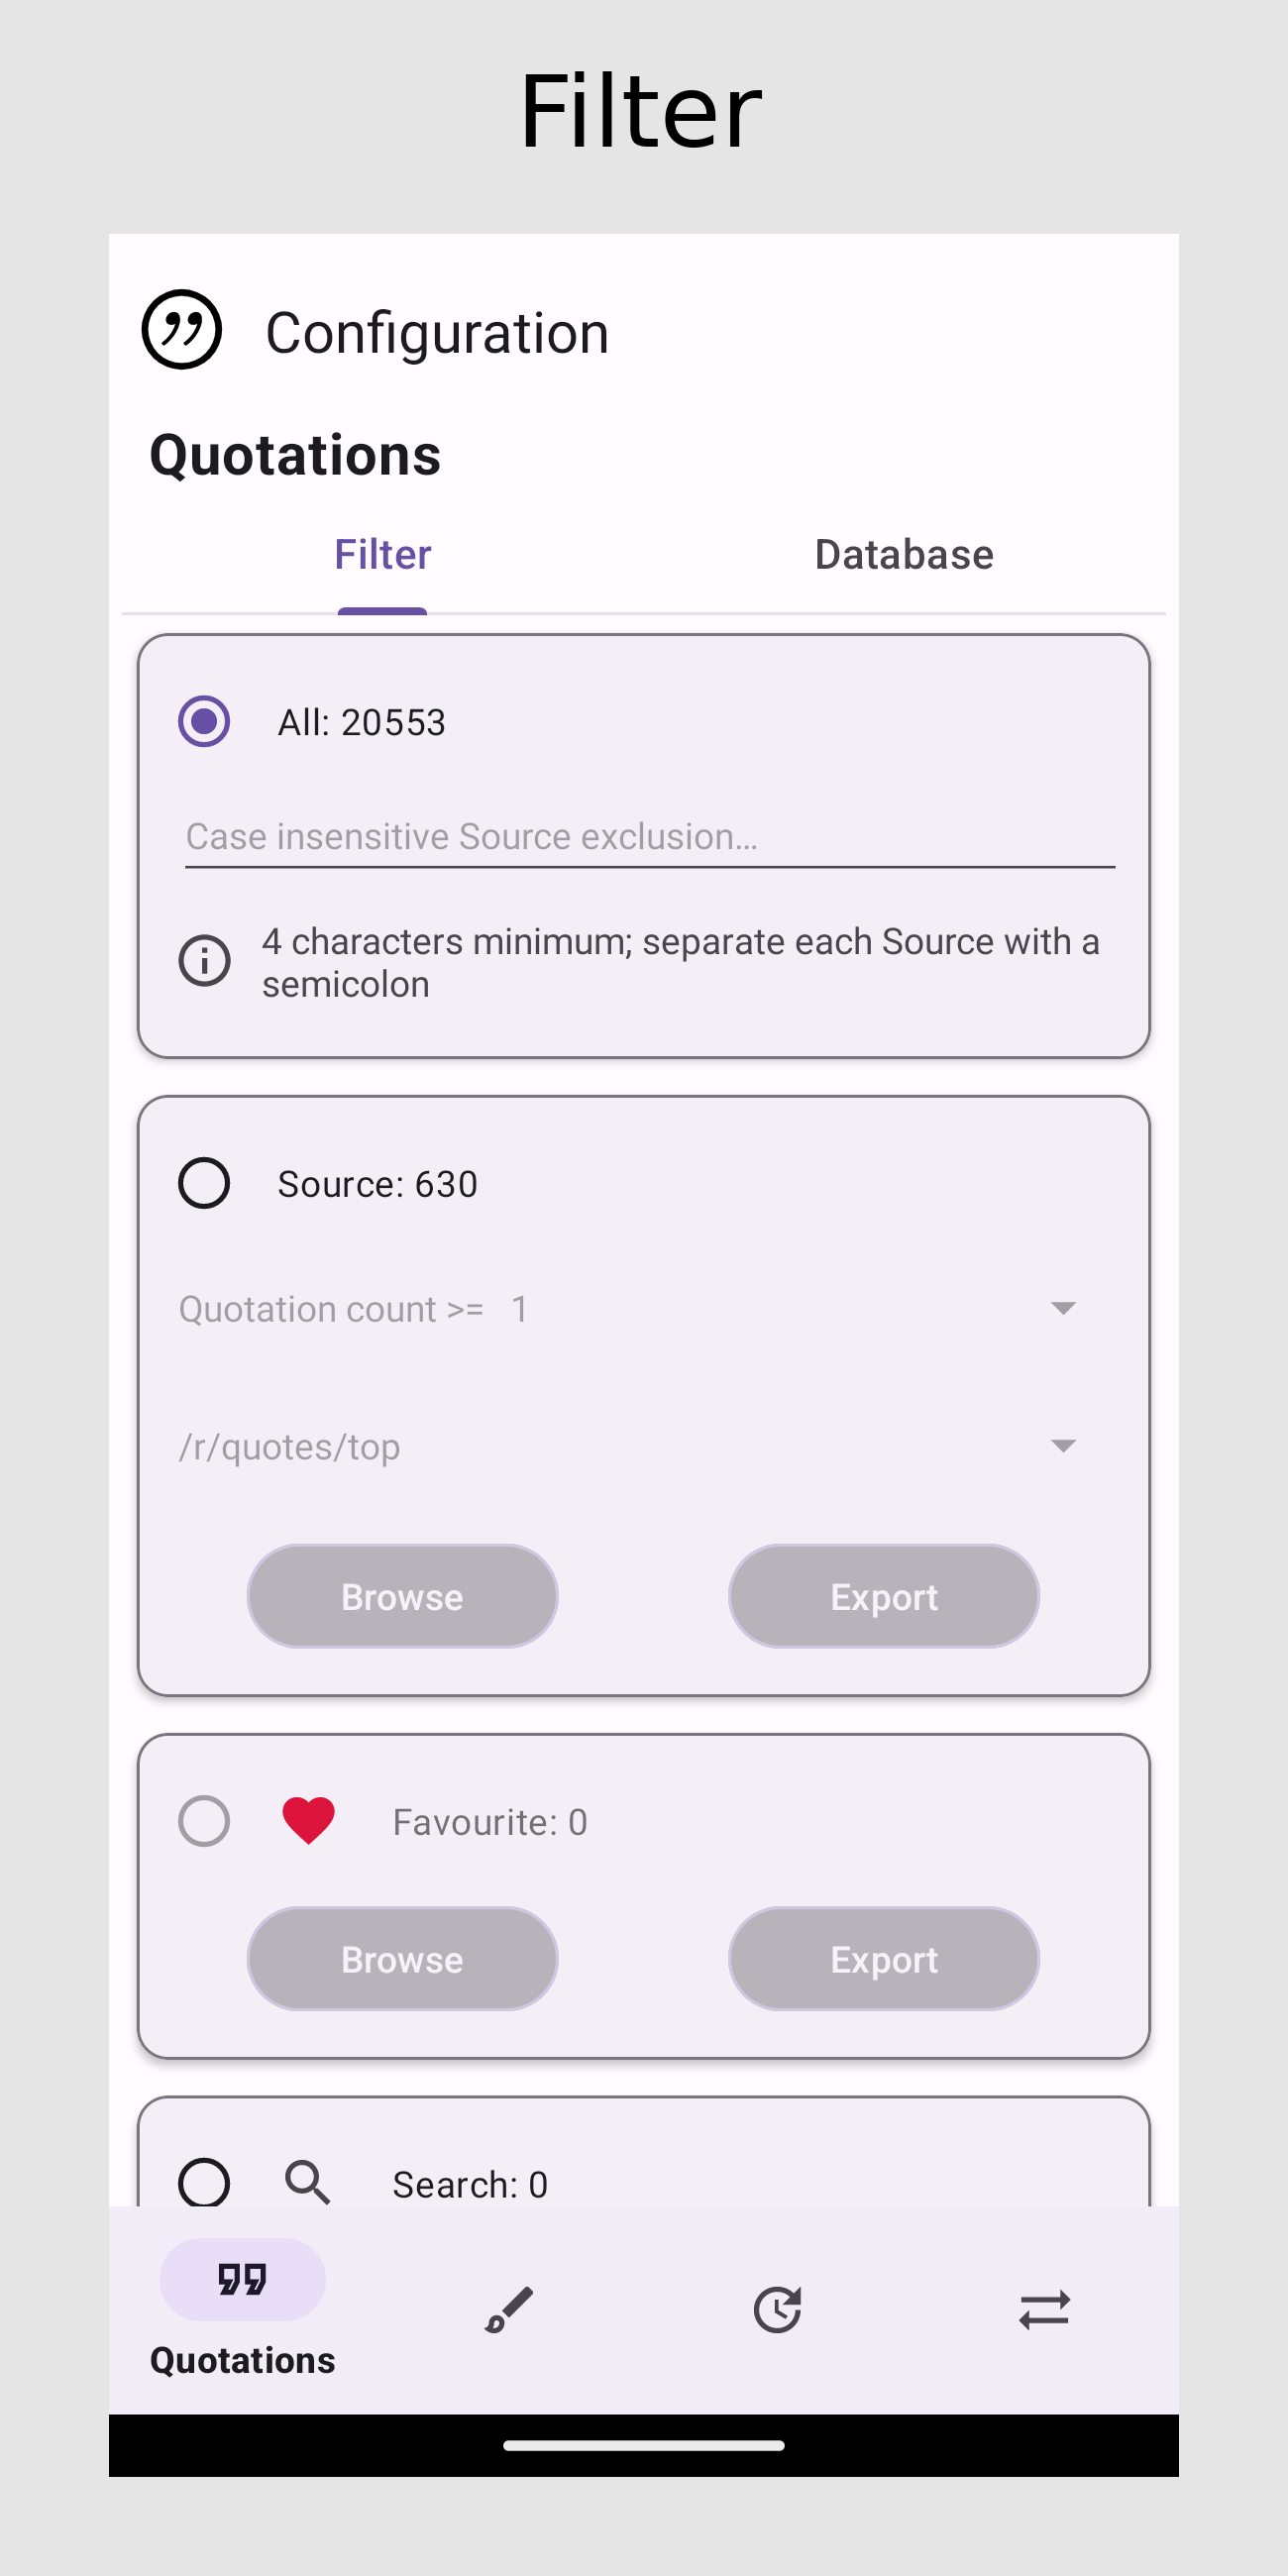 Filter
Configuration
Quotations
Filter
Database
All: 20553
Case insensitive Source exclusion...
4 characters minimum; separate each Source with a
semicolon
Source: 630
Quotation count >= 1
/r/quotes/top
Browse
Export
Favourite: 0
Browse
Export
Search: 0
Quotations